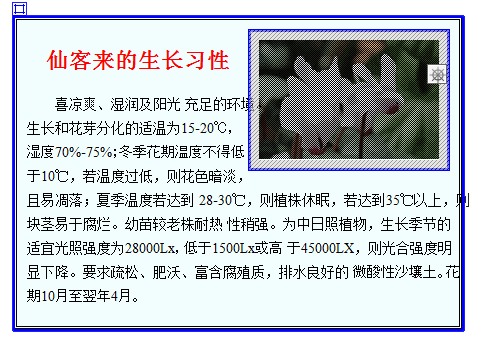 仙客来的生长习性
喜凉爽、湿润及阳光 充足的环境
生长和花芽分化的适温为15-20℃，
湿度70%-75%;冬季花期温度不得低
于10℃，若温度过低，则花色暗淡，
且易凋落；夏季温度若达到 28-30℃，则植株休眠，若达到35℃以上，则
块茎易于腐烂。幼苗较老株耐热 性稍强。为中日照植物，生长季节的
适宜光照强度为28000Lx, 低于1500Lx或高 于45000LX，则光合强度明
显下降。要求疏松、肥沃、富含腐殖质，排水良好的 微酸性沙壤土。花
期10月至翌年4月。